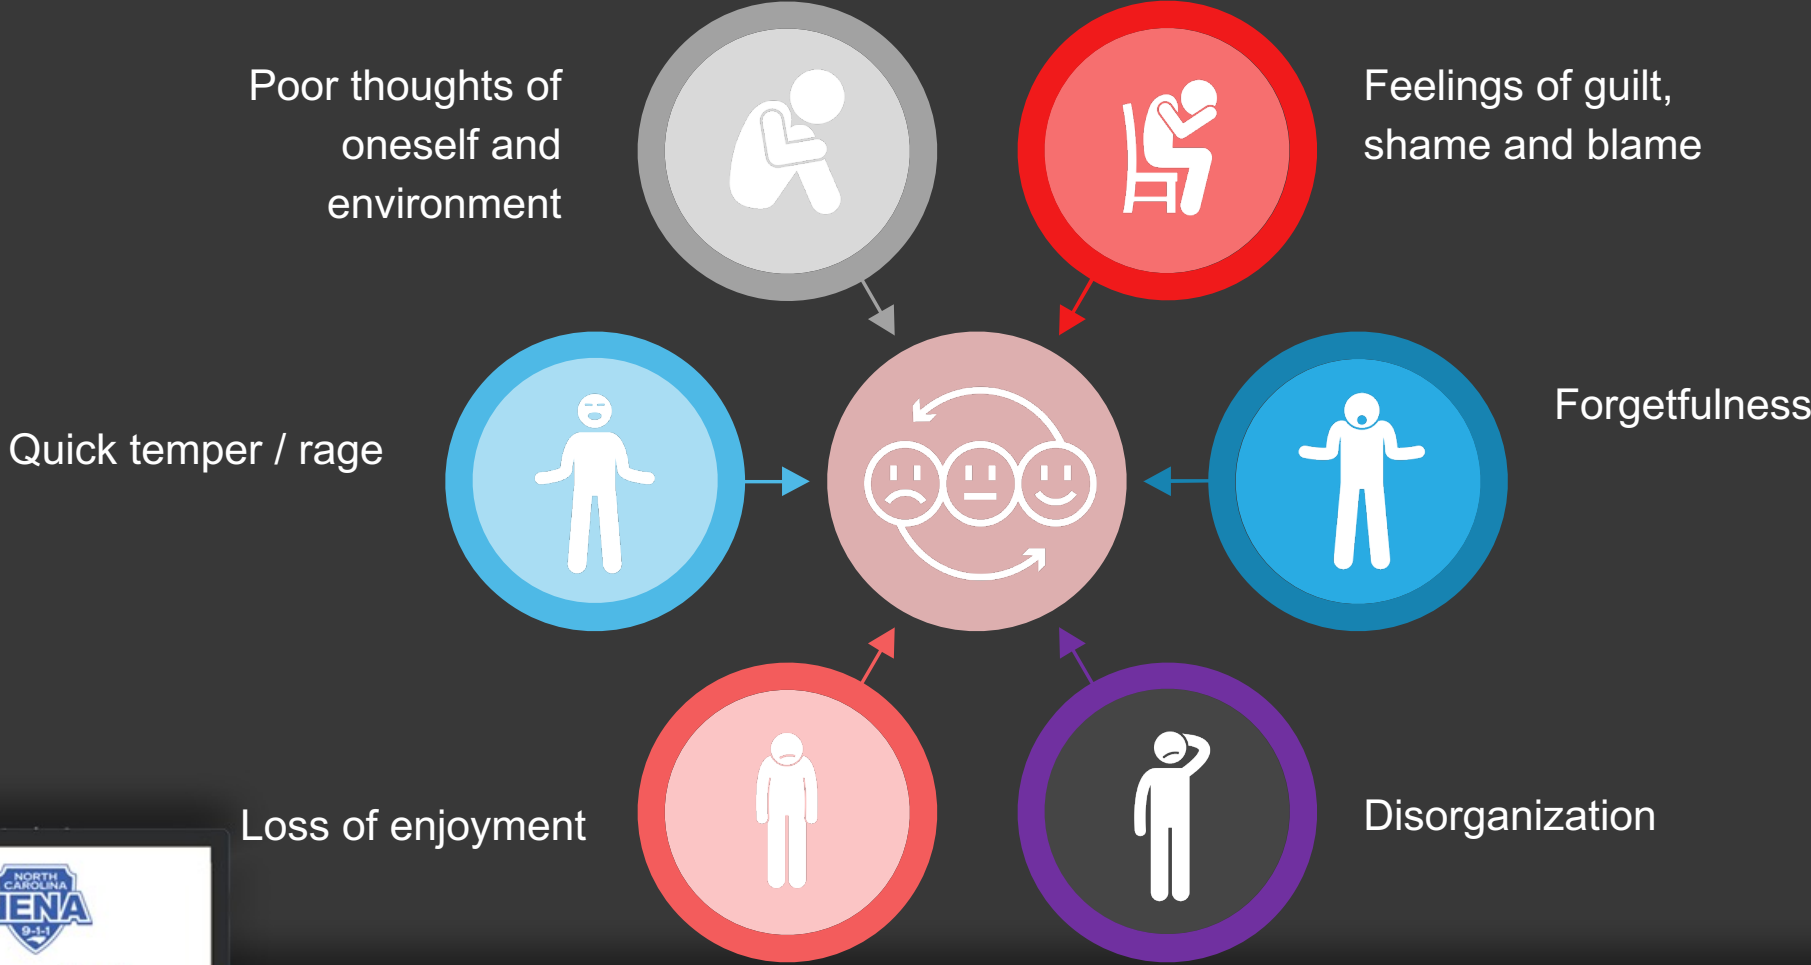 Poor thoughts of
oneself and
environment
Feelings of guilt,
shame and blame
Quick temper / rage
Forgetfulness
Loss of enjoyment
Disorganization
NORTH
CAROLINA
9-1-1